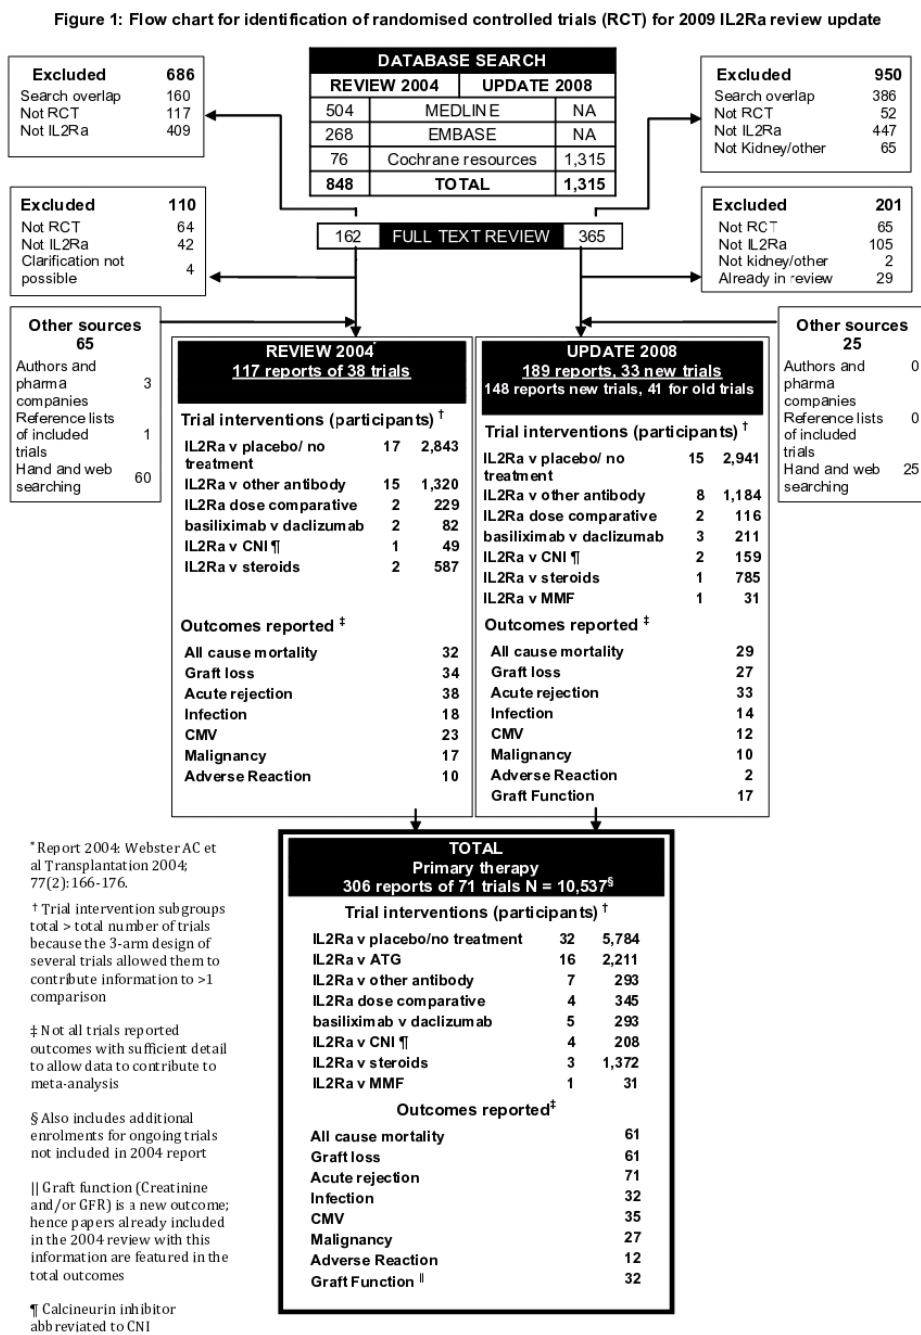 Figure 1: Flow chart for identification of randomised controlled trials (RCT) for 2009 IL2Ra review update
Excluded 686
Search overlap 160
Not RCT 117
Not IL2Ra 409
DATABASE SEARCH
REVIEW 2004 UPDATE 2008
504 MEDLINE NA
268 EMBASE NA
76 Cochrane resources 1,315
848 TOTAL 1,315
Excluded 950
Search overlap 386
Not RCT 52
Not IL2Ra 447
Not Kidney/other 65
Excluded 110
Not RCT 64
Not IL2Ra 42
Clarification not
possible 4
162 FULL TEXT REVIEW 365
Excluded 201
Not RCT 65
Not IL2Ra 105
Not kidney/other 2
Already in review 29
Other sources
65
Authors and
pharma 3
companies
Reference lists
of included 1
trials
Hand and web
searching 60
REVIEW 2004*
117 reports of 38 trials
Trial interventions (participants) †
IL2Ra v placebo/ no 17 2,843
treatment
IL2Ra v other antibody 15 1,320
IL2Ra dose comparative 2 229
basiliximab v daclizumab 2 82
IL2Ra v CNI ¶ 1 49
IL2Ra v steroids 2 587
Outcomes reported ‡
All cause mortality 32
Graft loss 34
Acute rejection 38
Infection 18
CMV 23
Malignancy 17
Adverse Reaction 10
UPDATE 2008
189 reports, 33 new trials
148 reports new trials, 41 for old trials
Trial interventions (participants) †
IL2Ra v placebo/ no 15 2,941
treatment
IL2Ra v other antibody 8 1,184
IL2Ra dose comparative 2 116
basiliximab v daclizumab 3 211
IL2Ra v CNI ¶ 2 159
IL2Ra v steroids 1 785
IL2Ra v MMF 1 31
Outcomes reported ‡
All cause mortality 29
Graft loss 27
Acute rejection 33
Infection 14
CMV 12
Malignancy 10
Adverse Reaction 2
Graft Function 17
Other sources
25
Authors and 0
pharma
companies
Reference lists
of included 0
trials
Hand and web
searching 25
TOTAL
Primary therapy
306 reports of 71 trials N = 10,537§
Trial interventions (participants) †
IL2Ra v placebo/no treatment 32 5,784
IL2Ra v ATG 16 2,211
IL2Ra v other antibody 7 293
IL2Ra dose comparative 4 345
basiliximab v daclizumab 5 293
IL2Ra v CNI ¶ 4 208
IL2Ra v steroids 3 1,372
IL2Ra v MMF 1 31
Outcomes reported‡
All cause mortality 61
Graft loss 61
Acute rejection 71
Infection 32
CMV 35
Malignancy 27
Adverse Reaction 12
Graft Function || 32
* Report 2004: Webster AC et
al Transplantation 2004;
77(2): 166-176.
† Trial intervention subgroups
total > total number of trials
because the 3-arm design of
several trials allowed them to
contribute information to >1
comparison
‡ Not all trials reported
outcomes with sufficient detail
to allow data to contribute to
meta-analysis
§ Also includes additional
enrolments for ongoing trials
not included in 2004 report
|| Graft function (Creatinine
and/or GFR) is a new outcome;
hence papers already included
in the 2004 review with this
information are featured in the
total outcomes
¶ Calcineurin inhibitor
abbreviated to CNI